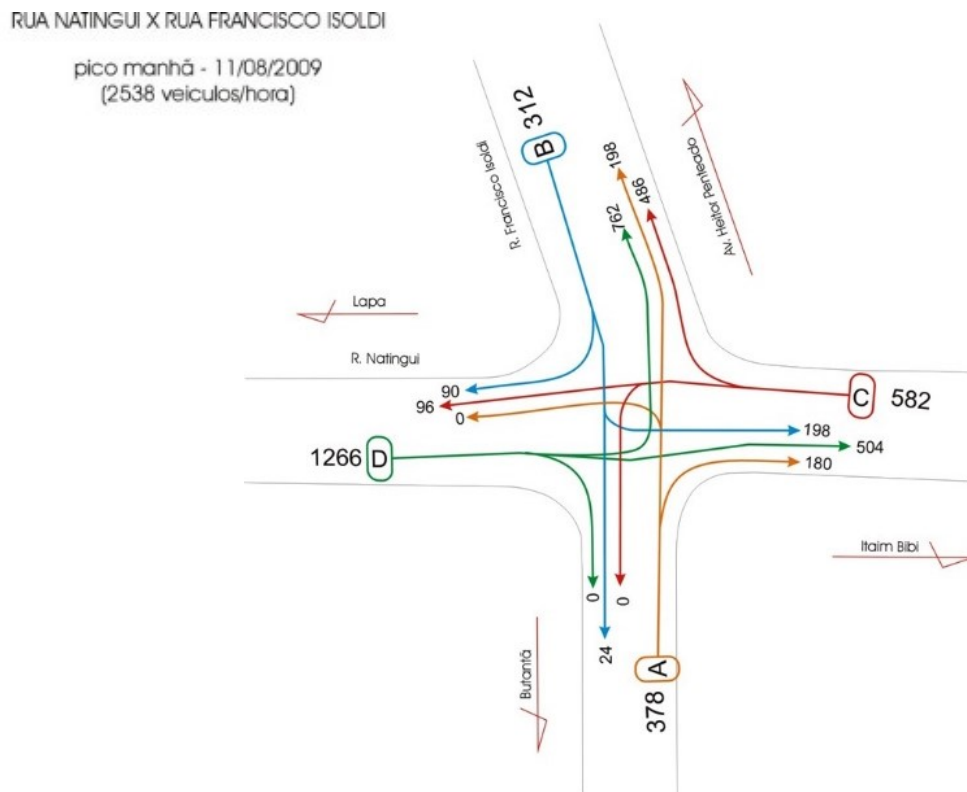 RUA NATINGUI X RUA FRANCISCO ISOLDI
pico manhã - 11/08/2009
(2538 veiculos/hora)
B 312
R. Francisco Isoldi
198
486
762
Av. Heitor Penteado
Lapa
R. Natingui
90
96
0
C 582
198
504
180
1266 D
Itaim Bibi
0
0
24
Butantã
378 A